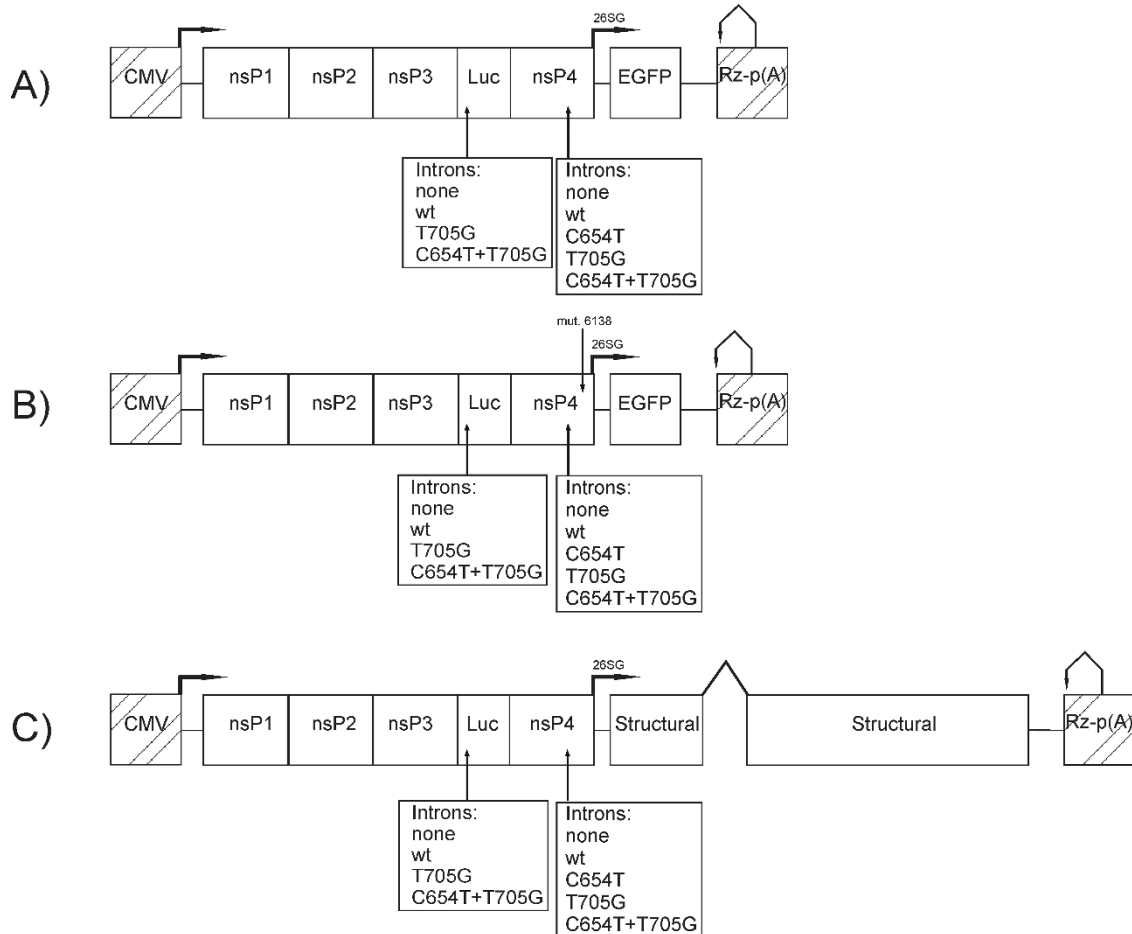 26SG
A)
CMV
nsP1
nsP2
nsP3
Luc
nsP4
EGFP
Rz-p(A)
Introns:
none
wt
T705G
C654T+T705G
Introns:
none
wt
C654T
T705G
C654T+T705G
mut. 6138
26SG
B)
CMV
nsP1
nsP2
nsP3
Luc
nsP4
EGFP
Rz-p(A)
Introns:
none
wt
T705G
C654T+T705G
Introns:
none
wt
C654T
T705G
C654T+T705G
26SG
C)
CMV
nsP1
nsP2
nsP3
Luc
nsP4
Structural
Structural
Rz-p(A)
Introns:
none
wt
T705G
C654T+T705G
Introns:
none
wt
C654T
T705G
C654T+T705G